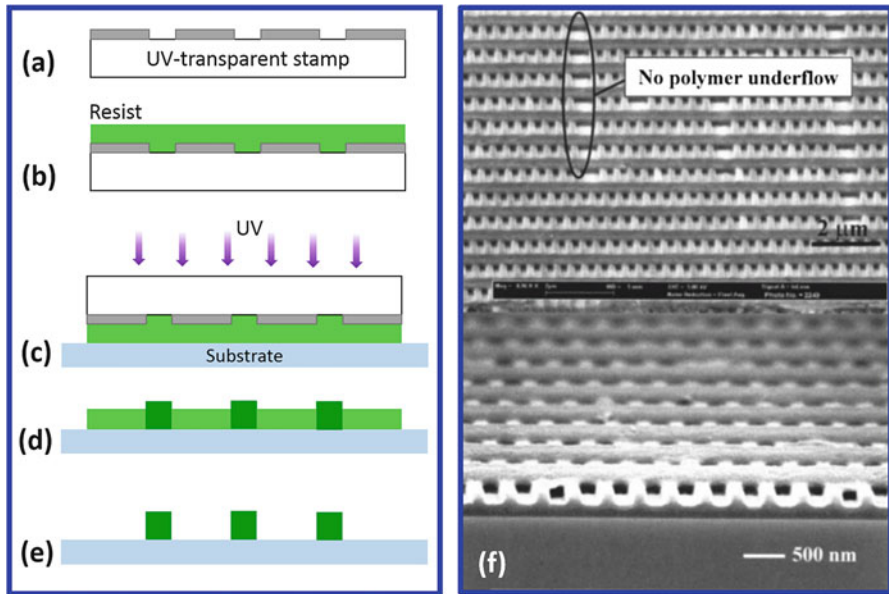 (a)
UV-transparent stamp
Resist
(b)
UV
(c)
Substrate
(d)
(e)
No polymer underflow
2 μm
(f)
500 nm